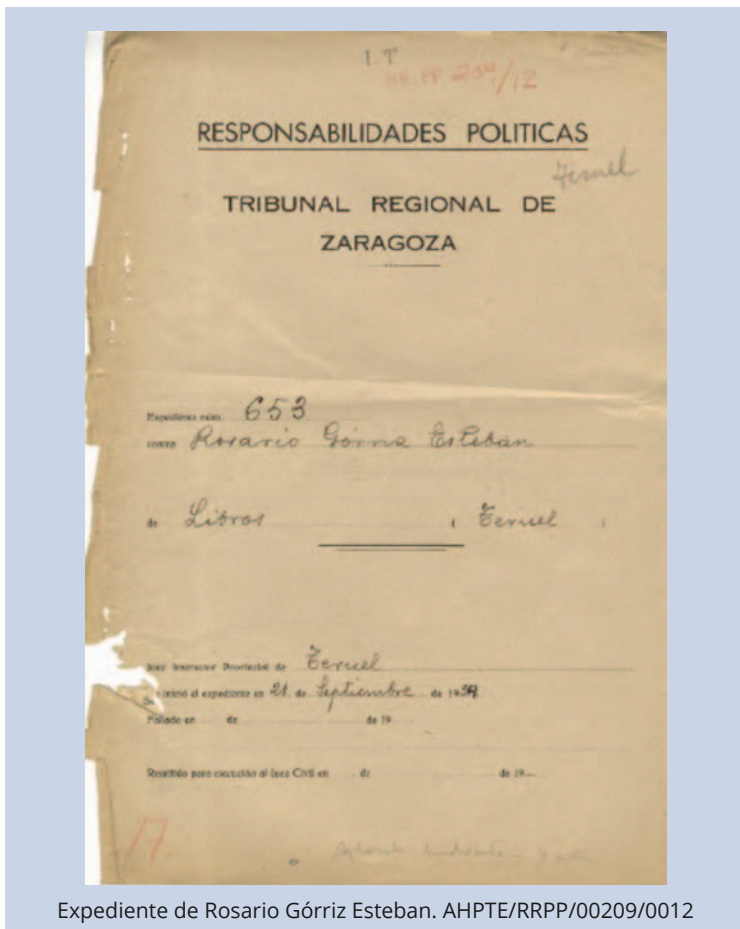 I. T
RR.PP 209/12
RESPONSABILIDADES POLITICAS
Teruel
TRIBUNAL REGIONAL DE
ZARAGOZA
Expediente núm. 653
contra Rosario Górriz Esteban
de Libros ( Teruel )
Juez Instructor Provincial de Teruel
inició el expediente en 21 de Septiembre de 1939
Fallado en de de 19
Remitido para ejecución al Juez Civil en de de 19
17.
Expediente de Rosario Górriz Esteban. AHPTE/RRPP/00209/0012